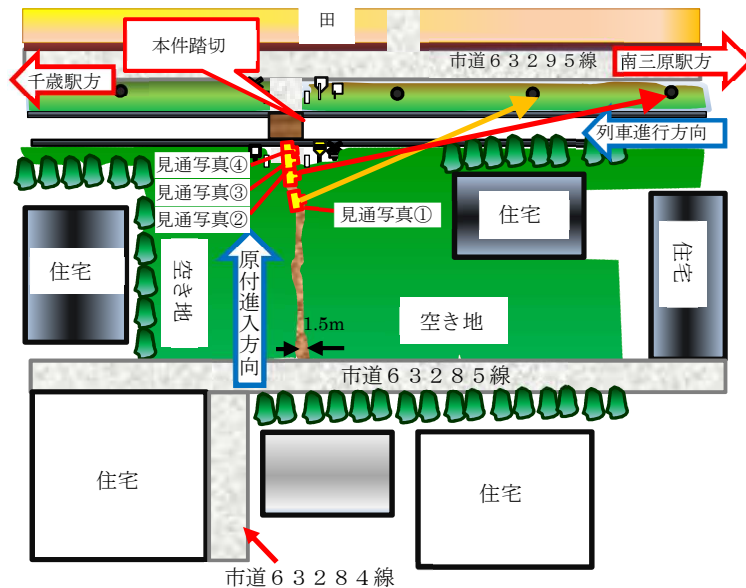 田
本件踏切
市道６３２９５線
南三原駅方
千歳駅方
列車進行方向
見通写真④
見通写真③
見通写真②
見通写真①
住宅
住宅
住宅
空き地
原付進入方向
空き地
1.5m
市道６３２８５線
住宅
住宅
市道６３２８４線